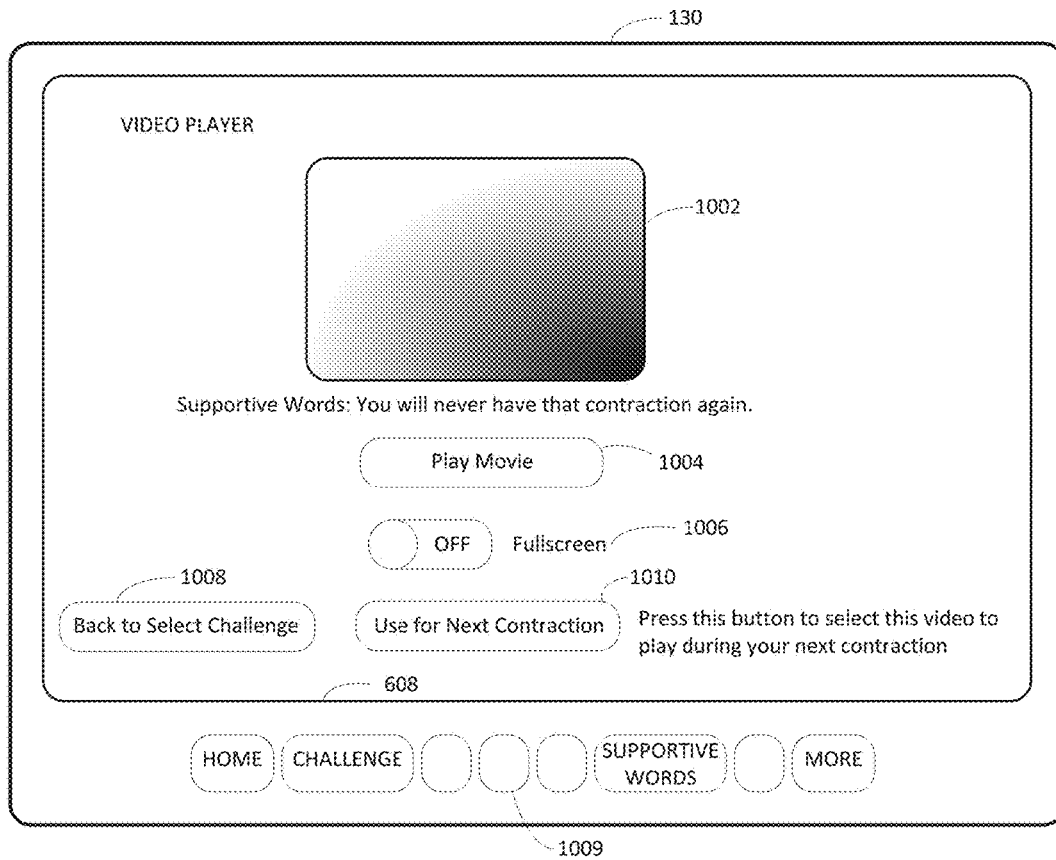 130
VIDEO PLAYER
1002
Supportive Words: You will never have that contraction again.
Play Movie
1004
OFF
Fullscreen
1006
1008
1010
Back to Select Challenge
Use for Next Contraction
Press this button to select this video to
play during your next contraction
608
HOME
CHALLENGE
SUPPORTIVE
WORDS
MORE
1009